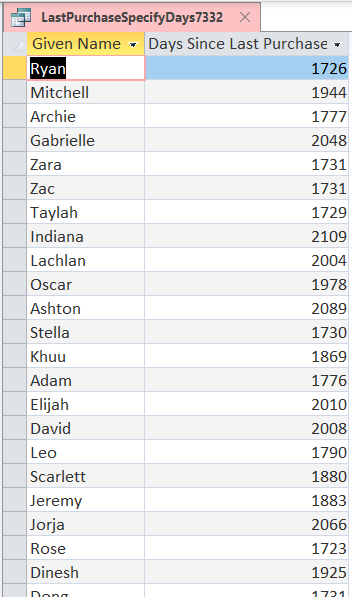 LastPurchaseSpecifyDays7332
Given Name Days Since Last Purchase
Ryan 1726
Mitchell 1944
Archie 1777
Gabrielle 2048
Zara 1731
Zac 1731
Taylah 1729
Indiana 2109
Lachlan 2004
Oscar 1978
Ashton 2089
Stella 1730
Khuu 1869
Adam 1776
Elijah 2010
David 2008
Leo 1790
Scarlett 1880
Jeremy 1883
Jorja 2066
Rose 1723
Dinesh 1925
Dong 1731